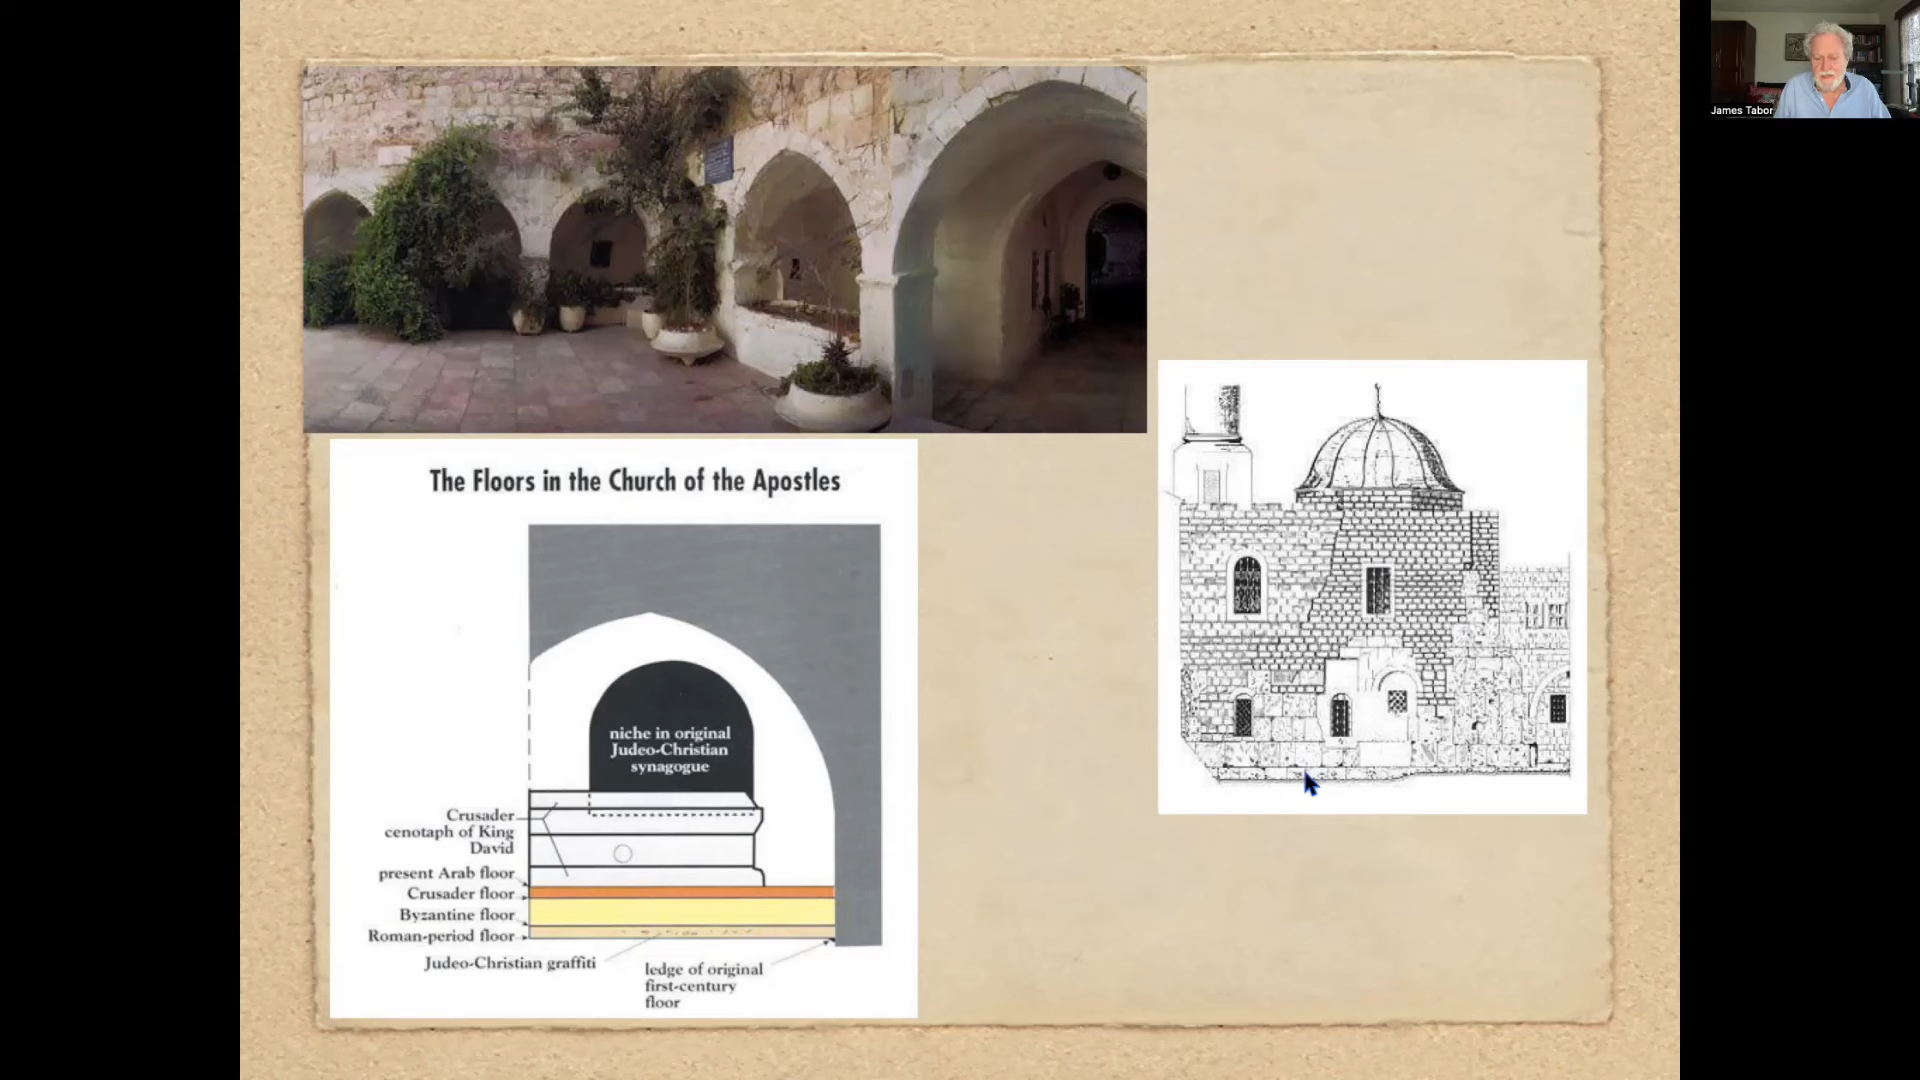 James Tabor
The Floors in the Church of the Apostles
niche in original
Judeo-Christian
synagogue
Crusader
cenotaph of King
David
present Arab floor
Crusader floor
Byzantine floor
Roman-period floor
Judeo-Christian graffiti
ledge of original
first-century
floor